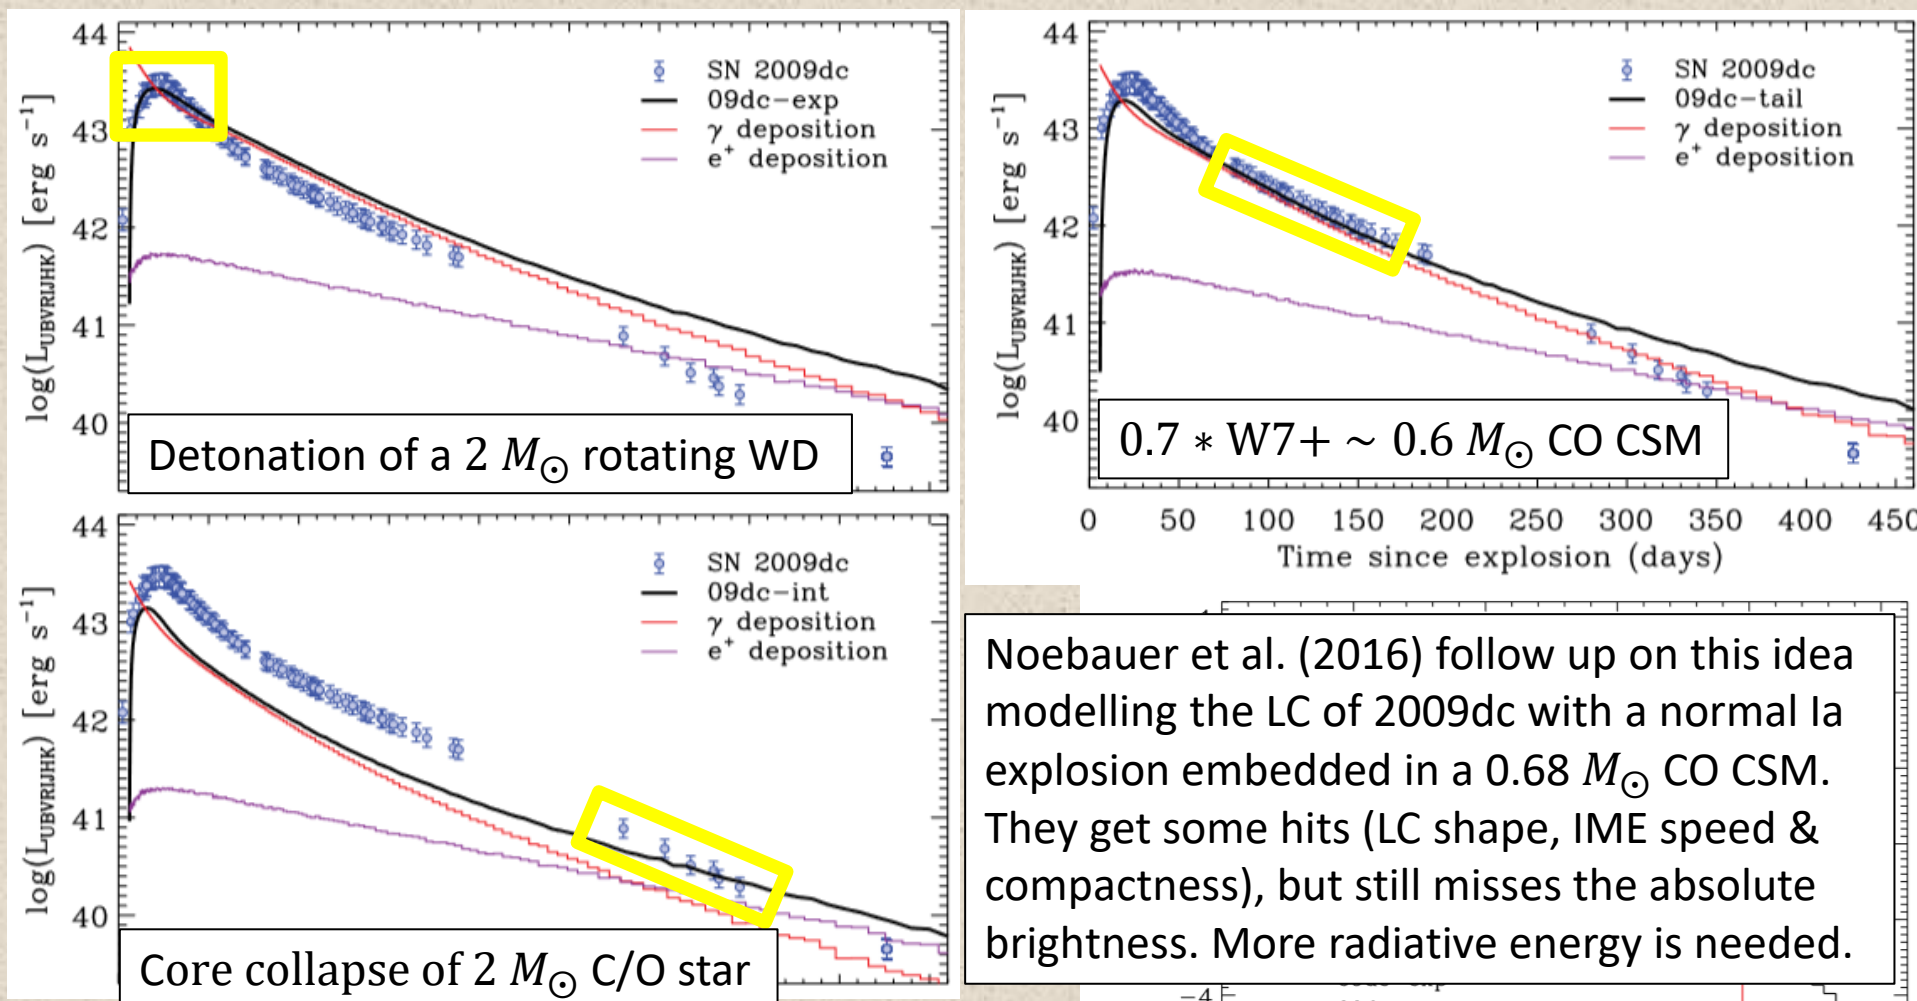 44
43
42
41
40
log(L_UBVRIJHK) [erg s⁻¹]
SN 2009dc
09dc-exp
γ deposition
e⁺ deposition
Detonation of a 2 M⊙ rotating WD
44
43
42
41
40
log(L_UBVRIJHK) [erg s⁻¹]
SN 2009dc
09dc-tail
γ deposition
e⁺ deposition
0.7 * W7+ ~ 0.6 M⊙ CO CSM
0 50 100 150 200 250 300 350 400 450
Time since explosion (days)
44
43
42
41
40
log(L_UBVRIJHK) [erg s⁻¹]
SN 2009dc
09dc-int
γ deposition
e⁺ deposition
Core collapse of 2 M⊙ C/O star
Noebauer et al. (2016) follow up on this idea
modelling the LC of 2009dc with a normal Ia
explosion embedded in a 0.68 M⊙ CO CSM.
They get some hits (LC shape, IME speed &
compactness), but still misses the absolute
brightness. More radiative energy is needed.
-4